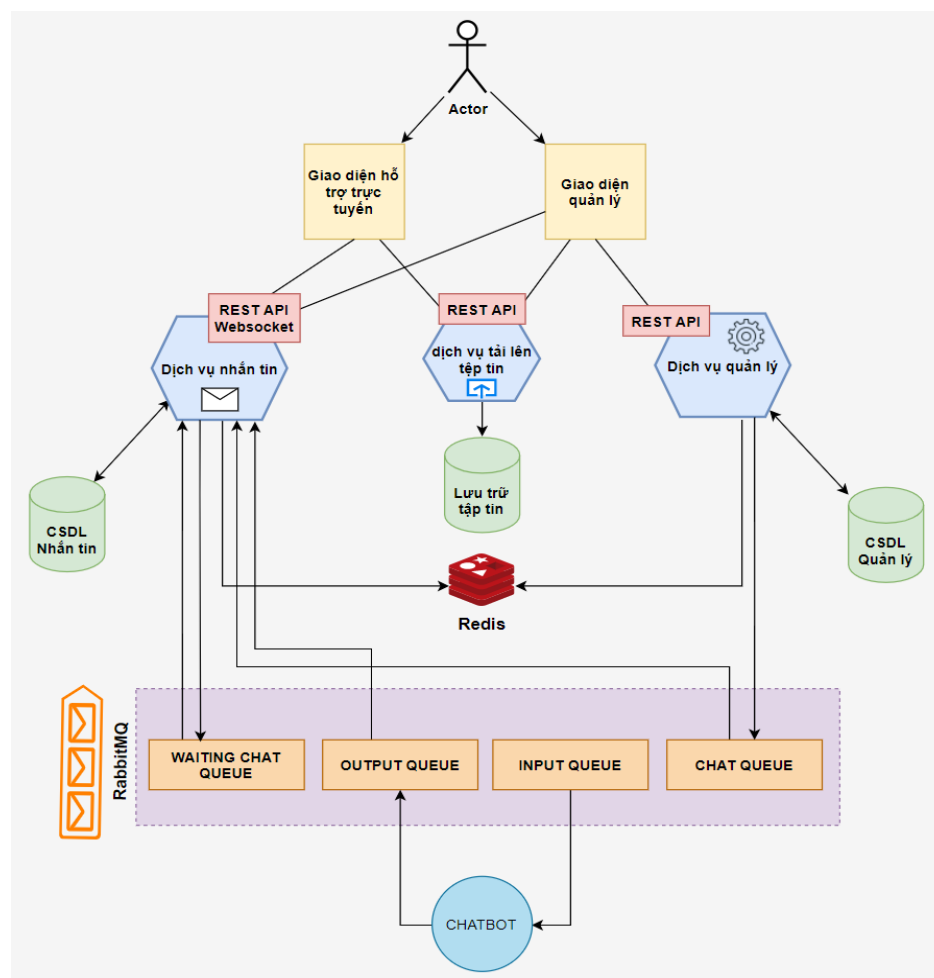 Actor
Giao diện hỗ
trợ trực
tuyến
Giao diện
quản lý
REST API
Websocket
REST API
REST API
Dịch vụ nhắn tin
dịch vụ tải lên
tệp tin
Dịch vụ quản lý
CSDL
Nhắn tin
Lưu trữ
tập tin
CSDL
Quản lý
Redis
RabbitMQ
WAITING CHAT
QUEUE
OUTPUT QUEUE
INPUT QUEUE
CHAT QUEUE
CHATBOT